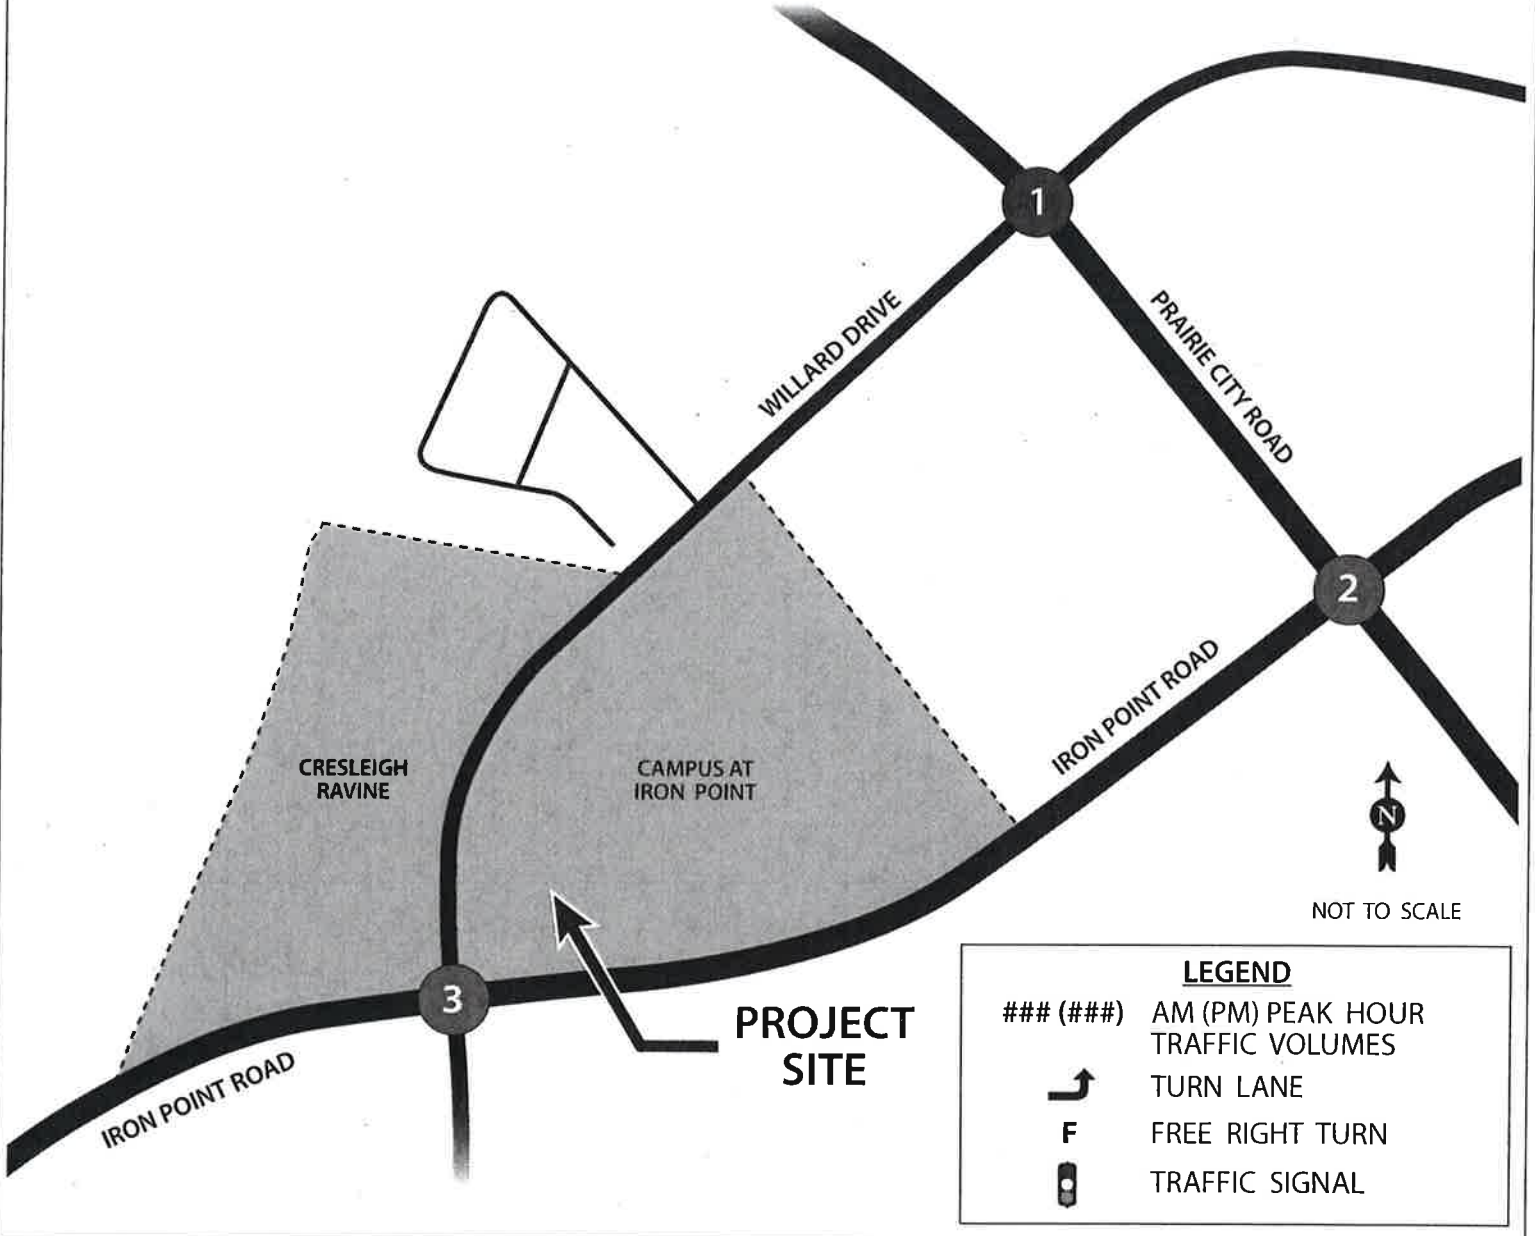 1
WILLARD DRIVE
PRAIRIE CITY ROAD
2
IRON POINT ROAD
CRESLEIGH
RAVINE
CAMPUS AT
IRON POINT
N
NOT TO SCALE
3
PROJECT
SITE
IRON POINT ROAD
LEGEND
### (###) AM (PM) PEAK HOUR
TRAFFIC VOLUMES
TURN LANE
F FREE RIGHT TURN
TRAFFIC SIGNAL